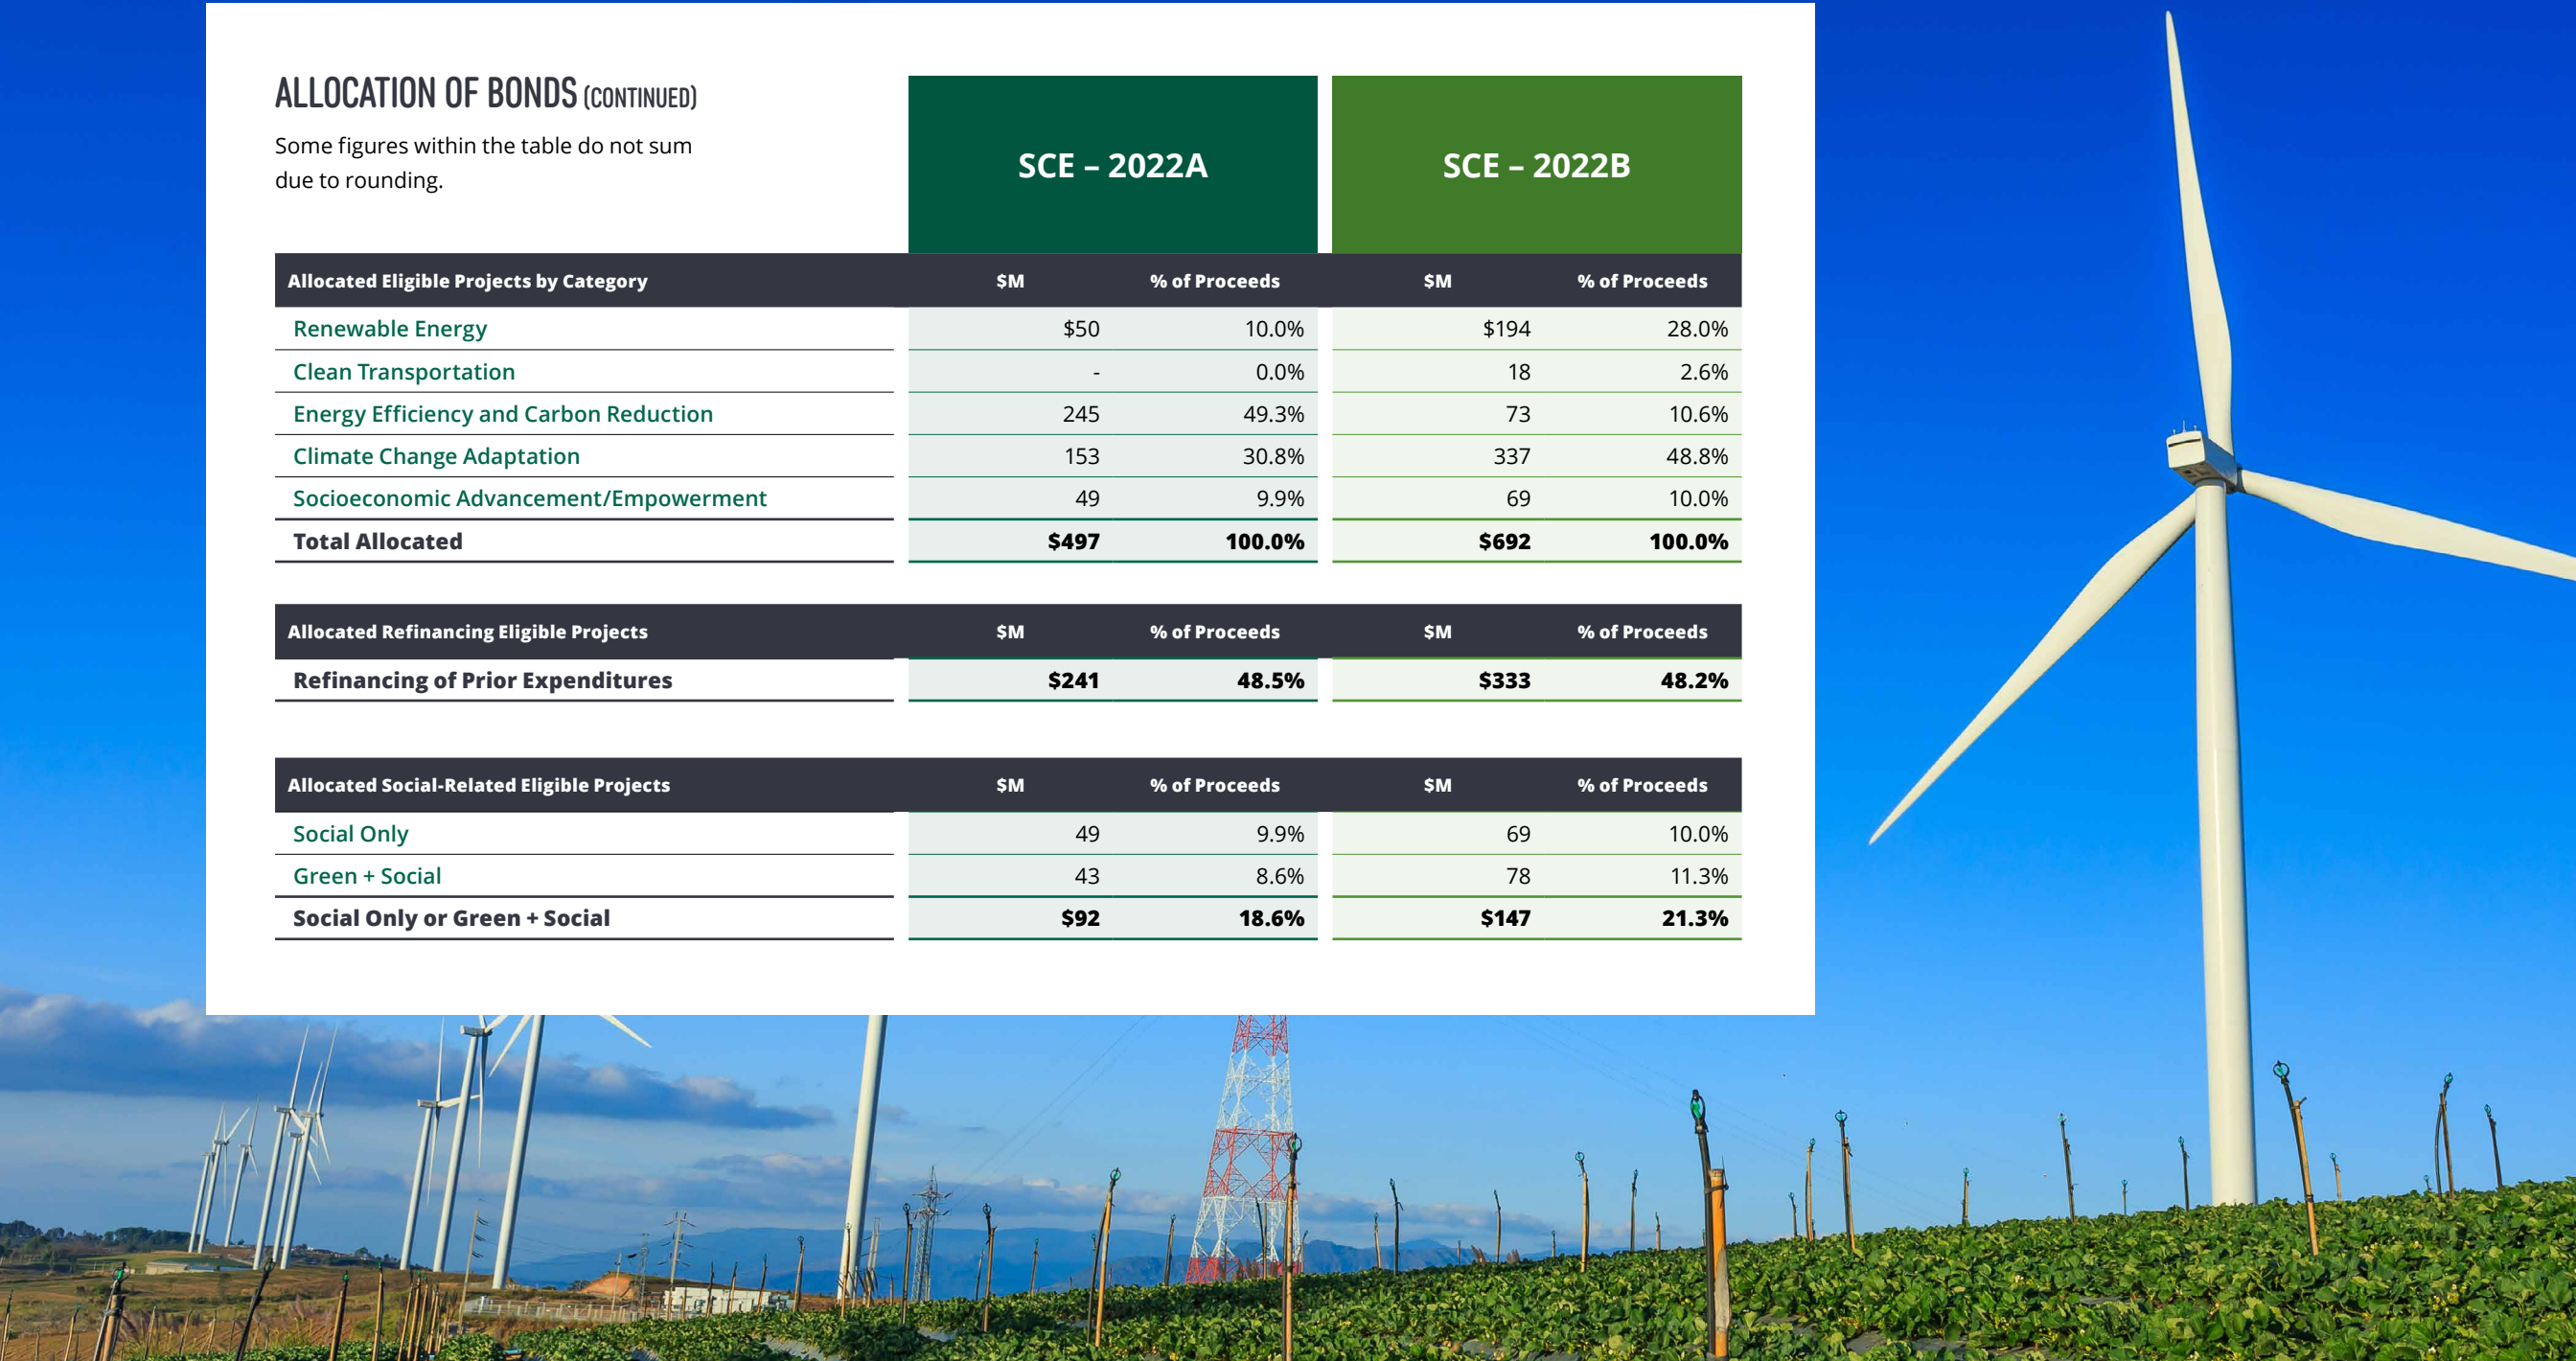 ALLOCATION OF BONDS (CONTINUED)
Some figures within the table do not sum
due to rounding.
SCE – 2022A SCE – 2022B
Allocated Eligible Projects by Category $M % of Proceeds $M % of Proceeds
Renewable Energy $50 10.0% $194 28.0%
Clean Transportation - 0.0% 18 2.6%
Energy Efficiency and Carbon Reduction 245 49.3% 73 10.6%
Climate Change Adaptation 153 30.8% 337 48.8%
Socioeconomic Advancement/Empowerment 49 9.9% 69 10.0%
Total Allocated $497 100.0% $692 100.0%
Allocated Refinancing Eligible Projects $M % of Proceeds $M % of Proceeds
Refinancing of Prior Expenditures $241 48.5% $333 48.2%
Allocated Social-Related Eligible Projects $M % of Proceeds $M % of Proceeds
Social Only 49 9.9% 69 10.0%
Green + Social 43 8.6% 78 11.3%
Social Only or Green + Social $92 18.6% $147 21.3%